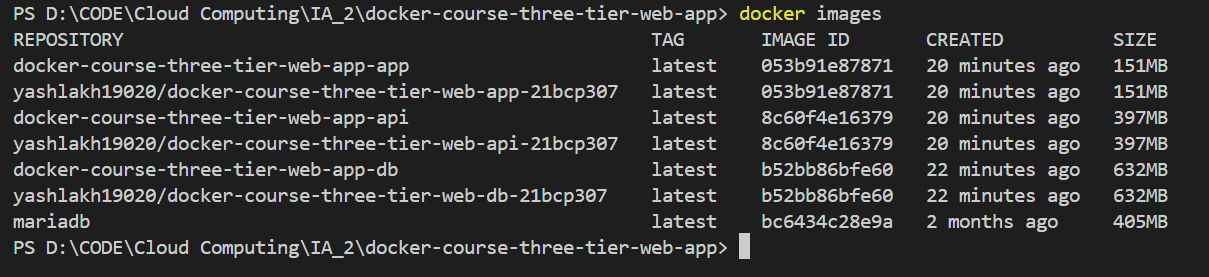 PS D:\CODE\Cloud Computing\IA_2\docker-course-three-tier-web-app> docker images
REPOSITORY TAG IMAGE ID CREATED SIZE
docker-course-three-tier-web-app-app latest 053b91e87871 20 minutes ago 151MB
yashlakh19020/docker-course-three-tier-web-app-21bcp307 latest 053b91e87871 20 minutes ago 151MB
docker-course-three-tier-web-app-api latest 8c60f4e16379 20 minutes ago 397MB
yashlakh19020/docker-course-three-tier-web-api-21bcp307 latest 8c60f4e16379 20 minutes ago 397MB
docker-course-three-tier-web-app-db latest b52bb86bfe60 22 minutes ago 632MB
yashlakh19020/docker-course-three-tier-web-db-21bcp307 latest b52bb86bfe60 22 minutes ago 632MB
mariadb latest bc6434c28e9a 2 months ago 405MB
PS D:\CODE\Cloud Computing\IA_2\docker-course-three-tier-web-app>